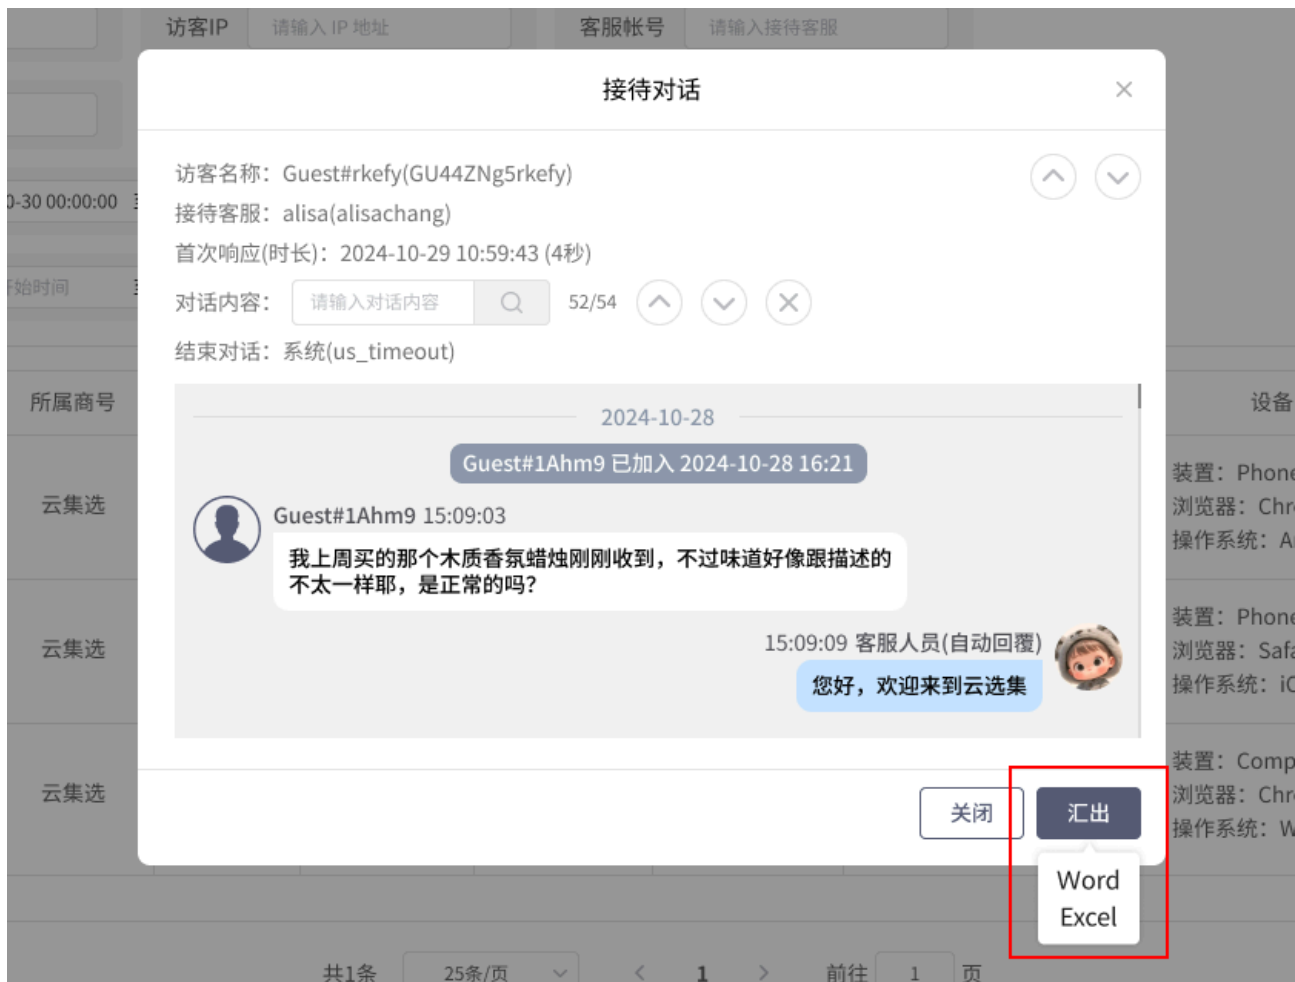 访客IP 请输入 IP 地址 客服帐号 请输入接待客服
接待对话
访客名称：Guest#rkefy(GU44ZNg5rkefy)
接待客服：alisa(alisachang)
0-30 00:00:00
首次响应(时长)：2024-10-29 10:59:43 (4秒)
始时间
对话内容： 请输入对话内容 52/54
结束对话：系统(us_timeout)
所属商号
设备
2024-10-28
Guest#1Ahm9 已加入 2024-10-28 16:21
云集选
装置：Phone
浏览器：Chr
操作系统：A
Guest#1Ahm9 15:09:03
我上周买的那个木质香氛蜡烛刚刚收到，不过味道好像跟描述的
不太一样耶，是正常的吗？
云集选
装置：Phone
浏览器：Safa
操作系统：iO
15:09:09 客服人员(自动回覆)
您好，欢迎来到云选集
云集选
装置：Comp
浏览器：Chr
操作系统：W
关闭 汇出
Word
Excel
共1条 25条/页 1 前往 1 页